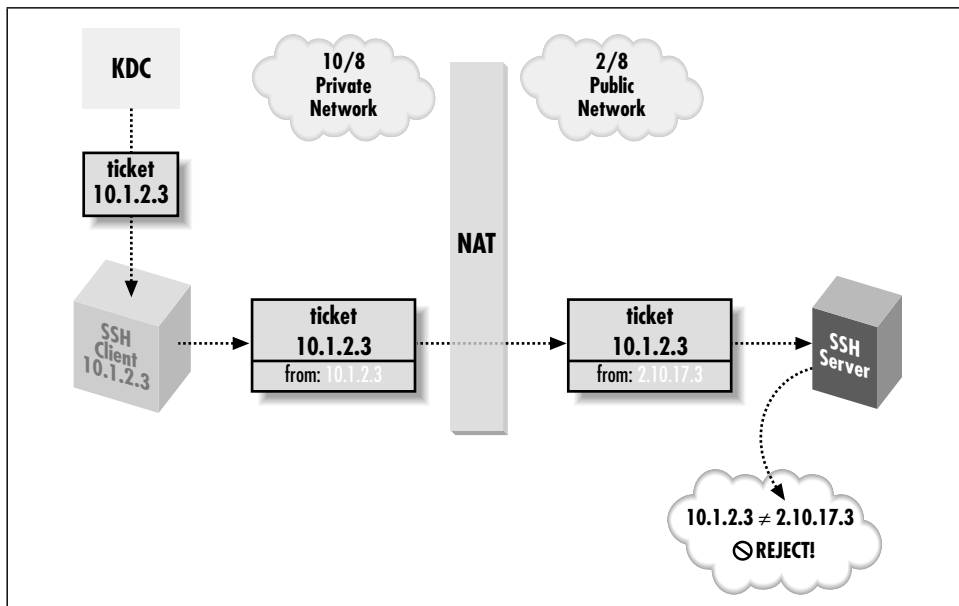 KDC
10/8
Private
Network
2/8
Public
Network
ticket
10.1.2.3
NAT
SSH
Client
10.1.2.3
ticket
10.1.2.3
from: 10.1.2.3
ticket
10.1.2.3
from: 2.10.17.3
SSH
Server
10.1.2.3 ≠ 2.10.17.3
REJECT!